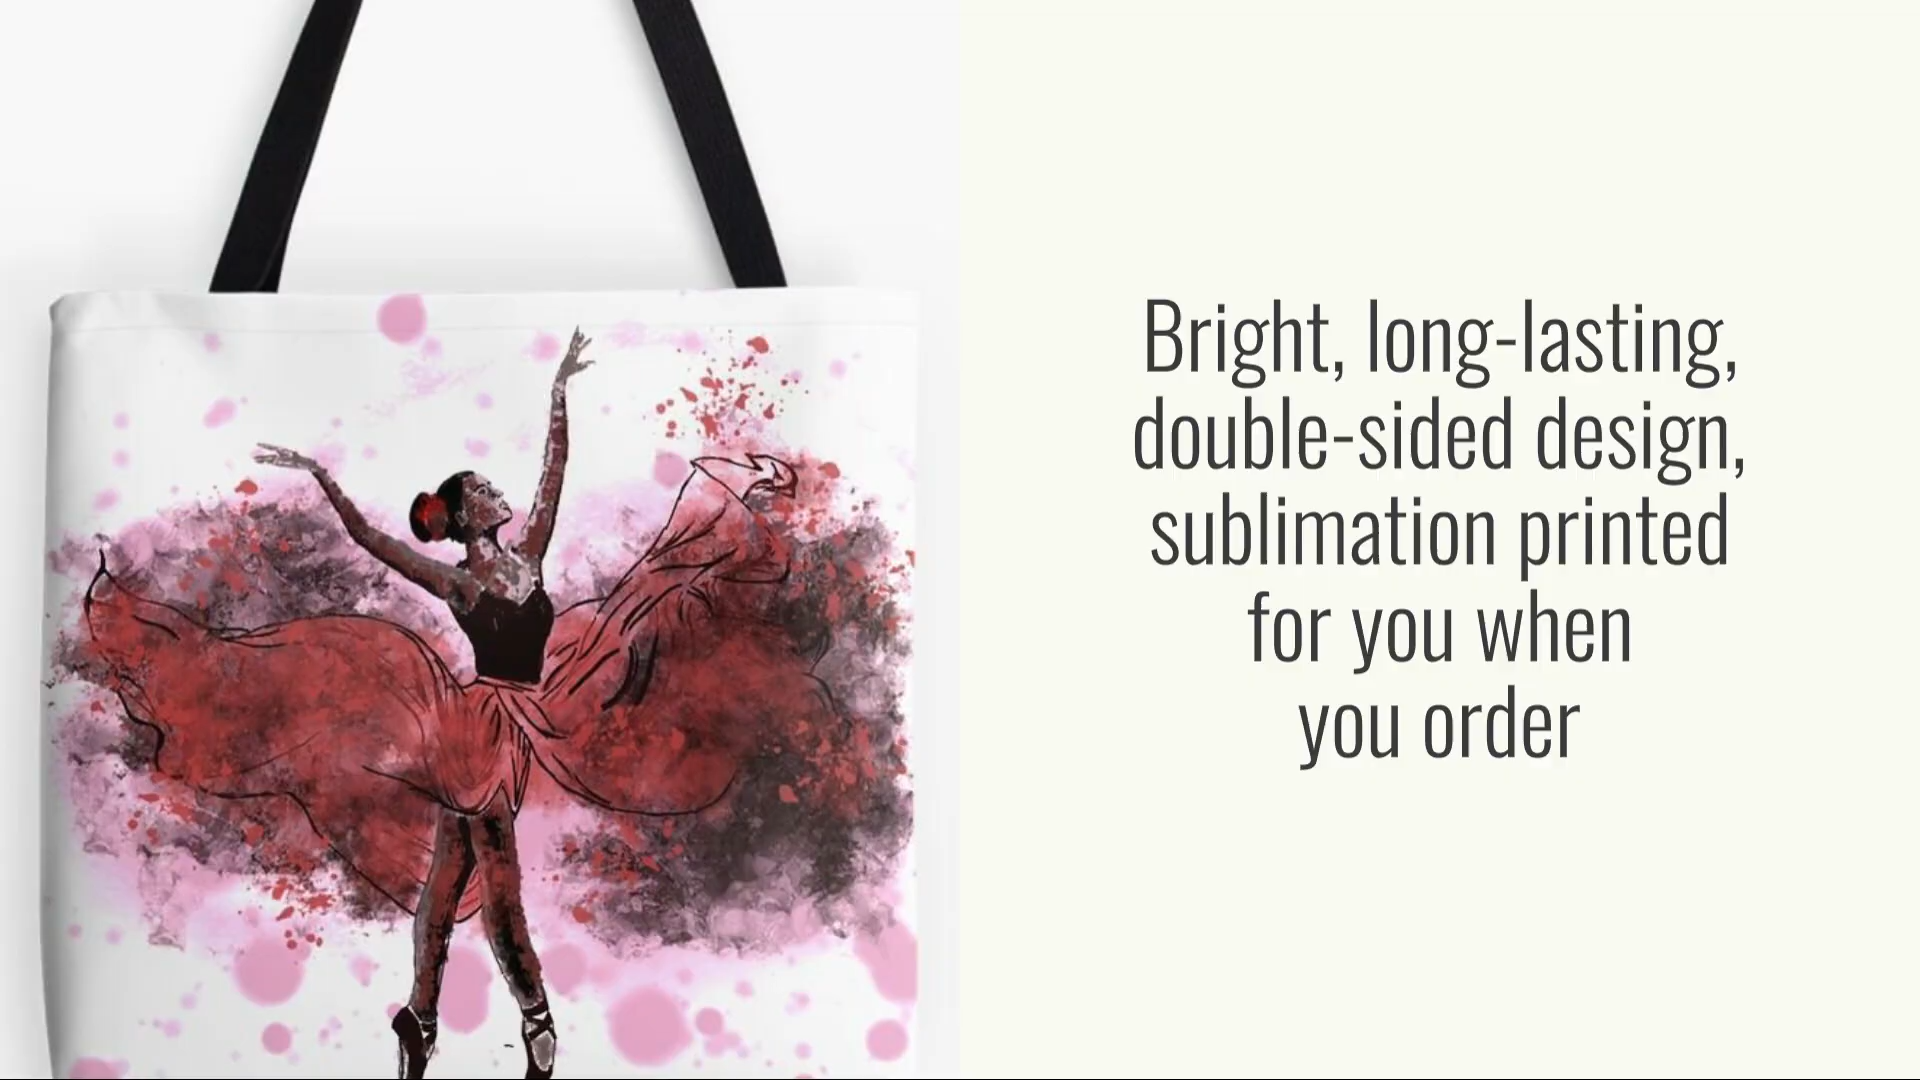 Bright, long-lasting,
double-sided design,
sublimation printed
for you when
you order